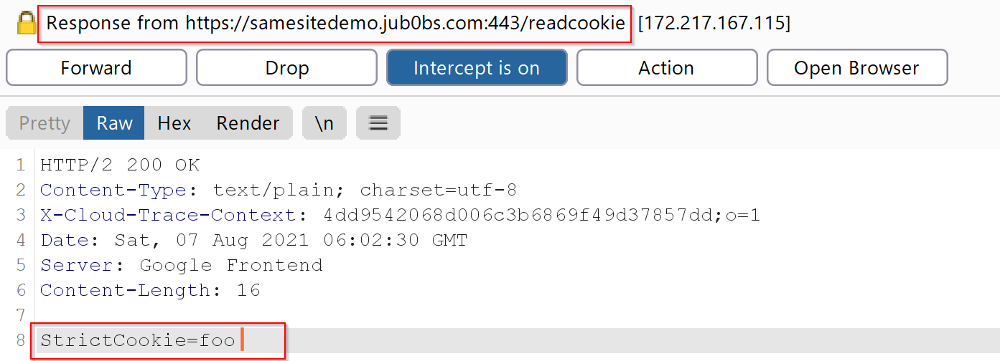 Response from https://samesitedemo.jub0bs.com:443/readcookie [172.217.167.115]
Forward Drop Intercept is on Action Open Browser
Pretty Raw Hex Render \n
1 HTTP/2 200 OK
2 Content-Type: text/plain; charset=utf-8
3 X-Cloud-Trace-Context: 4dd9542068d006c3b6869f49d37857dd;o=1
4 Date: Sat, 07 Aug 2021 06:02:30 GMT
5 Server: Google Frontend
6 Content-Length: 16
7
8 StrictCookie=foo